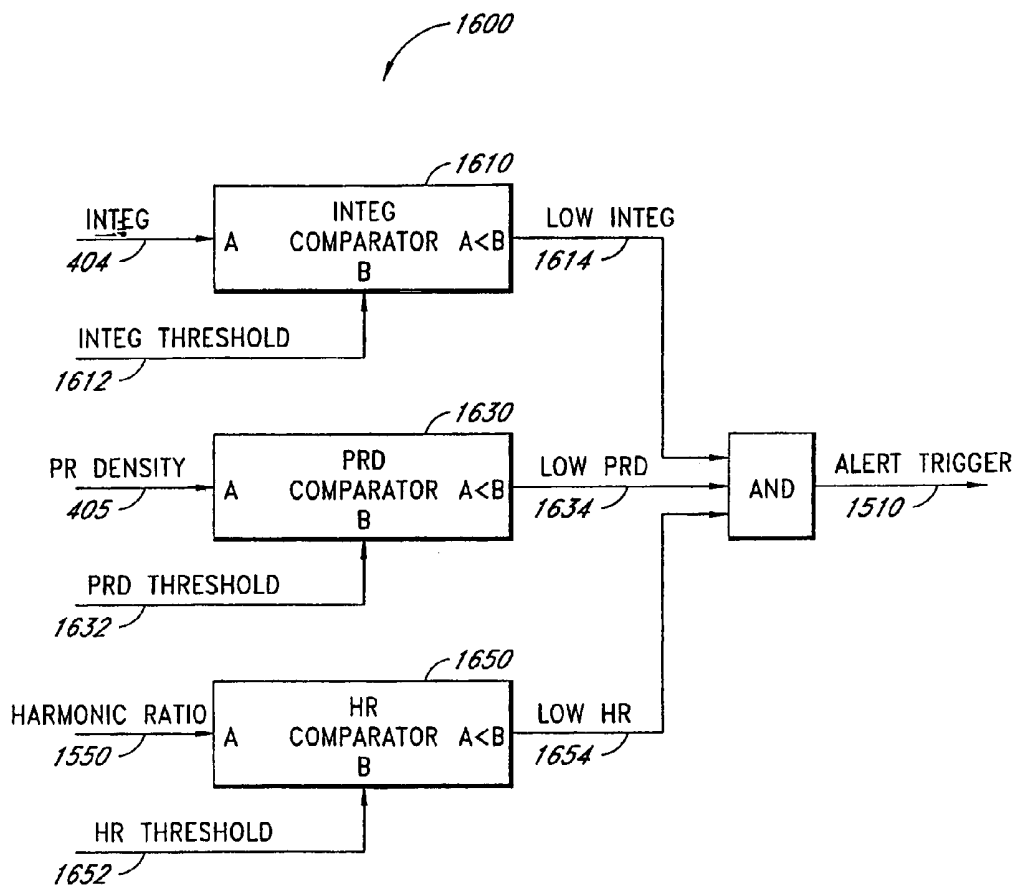 1600
1610
INTEG
INTEG
COMPARATOR
A
A<B
B
404
LOW INTEG
1614
INTEG THRESHOLD
1612
1630
PR DENSITY
PRD
COMPARATOR
A
A<B
B
405
LOW PRD
1634
AND
ALERT TRIGGER
1510
PRD THRESHOLD
1632
1650
HARMONIC RATIO
HR
COMPARATOR
A
A<B
B
1550
LOW HR
1654
HR THRESHOLD
1652